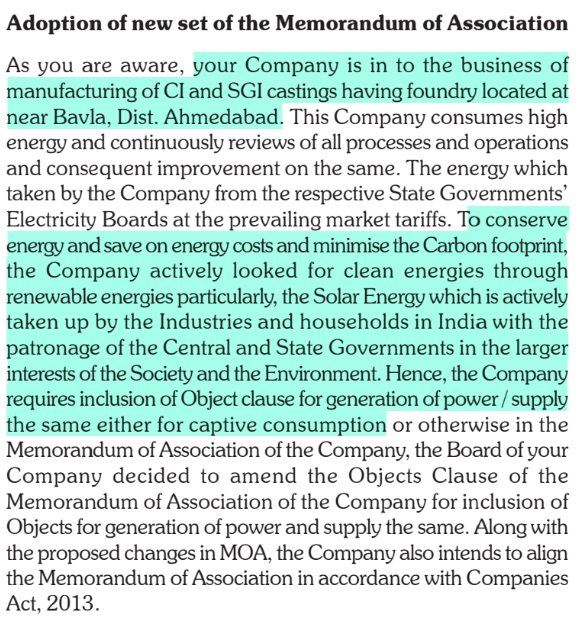 Adoption of new set of the Memorandum of Association
As you are aware, your Company is in to the business of
manufacturing of CI and SGI castings having foundry located at
near Bavla, Dist. Ahmedabad. This Company consumes high
energy and continuously reviews of all processes and operations
and consequent improvement on the same. The energy which
taken by the Company from the respective State Governments'
Electricity Boards at the prevailing market tariffs. To conserve
energy and save on energy costs and minimise the Carbon footprint,
the Company actively looked for clean energies through
renewable energies particularly, the Solar Energy which is actively
taken up by the Industries and households in India with the
patronage of the Central and State Governments in the larger
interests of the Society and the Environment. Hence, the Company
requires inclusion of Object clause for generation of power / supply
the same either for captive consumption or otherwise in the
Memorandum of Association of the Company, the Board of your
Company decided to amend the Objects Clause of the
Memorandum of Association of the Company for inclusion of
Objects for generation of power and supply the same. Along with
the proposed changes in MOA, the Company also intends to align
the Memorandum of Association in accordance with Companies
Act, 2013.